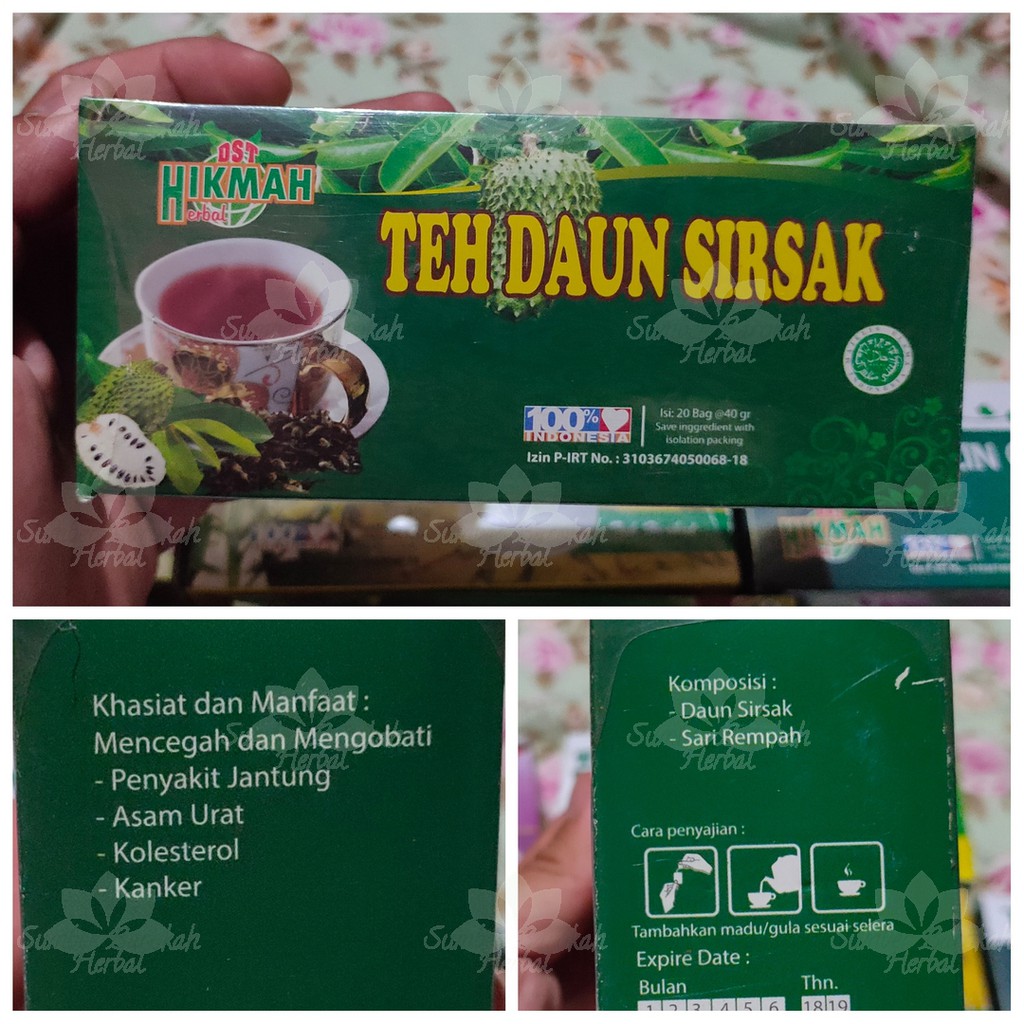 DST
HIKMAH
Herbal
TEH DAUN SIRSAK
100%
INDONESIA
Isi: 20 Bag @40 gr
Save inggredient with
isolation packing
Izin P-IRT No. : 3103674050068-18
HIKMAH
Khasiat dan Manfaat :
Mencegah dan Mengobati
- Penyakit Jantung
- Asam Urat
- Kolesterol
- Kanker
Komposisi :
- Daun Sirsak
- Sari Rempah
Cara penyajian :
Tambahkan madu/gula sesuai selera
Expire Date :
Bulan Thn.
1 2 3 4 5 6 18 19
Herbal